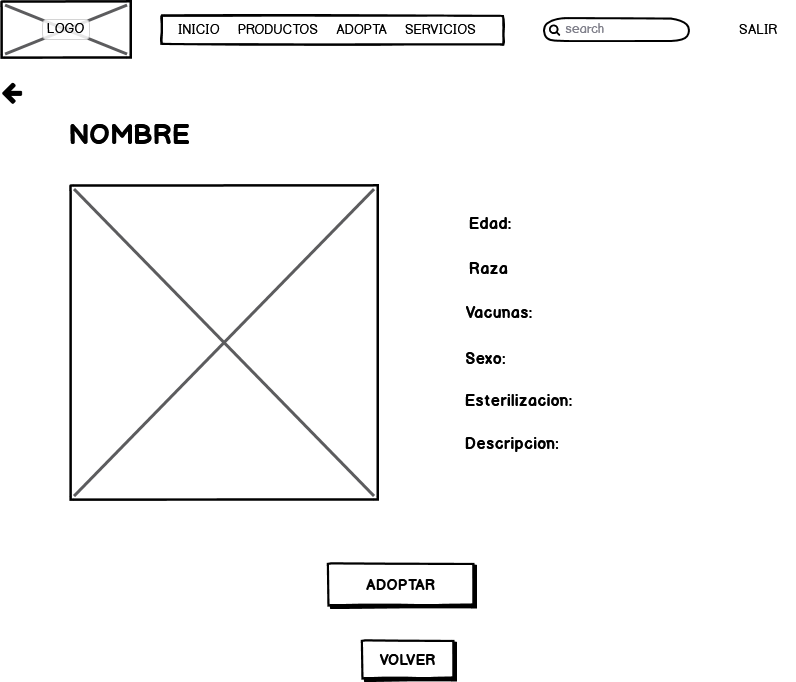 LOGO
INICIO PRODUCTOS ADOPTA SERVICIOS
search
SALIR
NOMBRE
Edad:
Raza
Vacunas:
Sexo:
Esterilizacion:
Descripcion:
ADOPTAR
VOLVER